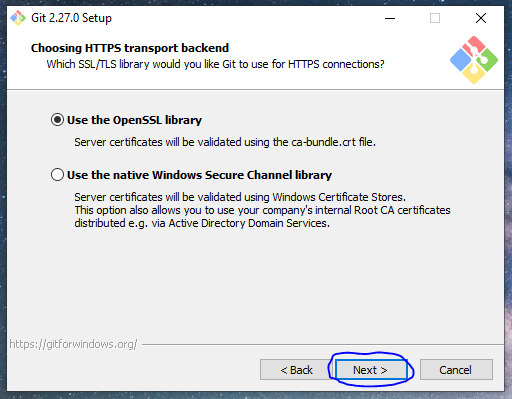 Git 2.27.0 Setup
Choosing HTTPS transport backend
Which SSL/TLS library would you like Git to use for HTTPS connections?
Use the OpenSSL library
Server certificates will be validated using the ca-bundle.crt file.
Use the native Windows Secure Channel library
Server certificates will be validated using Windows Certificate Stores.
This option also allows you to use your company's internal Root CA certificates
distributed e.g. via Active Directory Domain Services.
https://gitforwindows.org/
< Back Next > Cancel